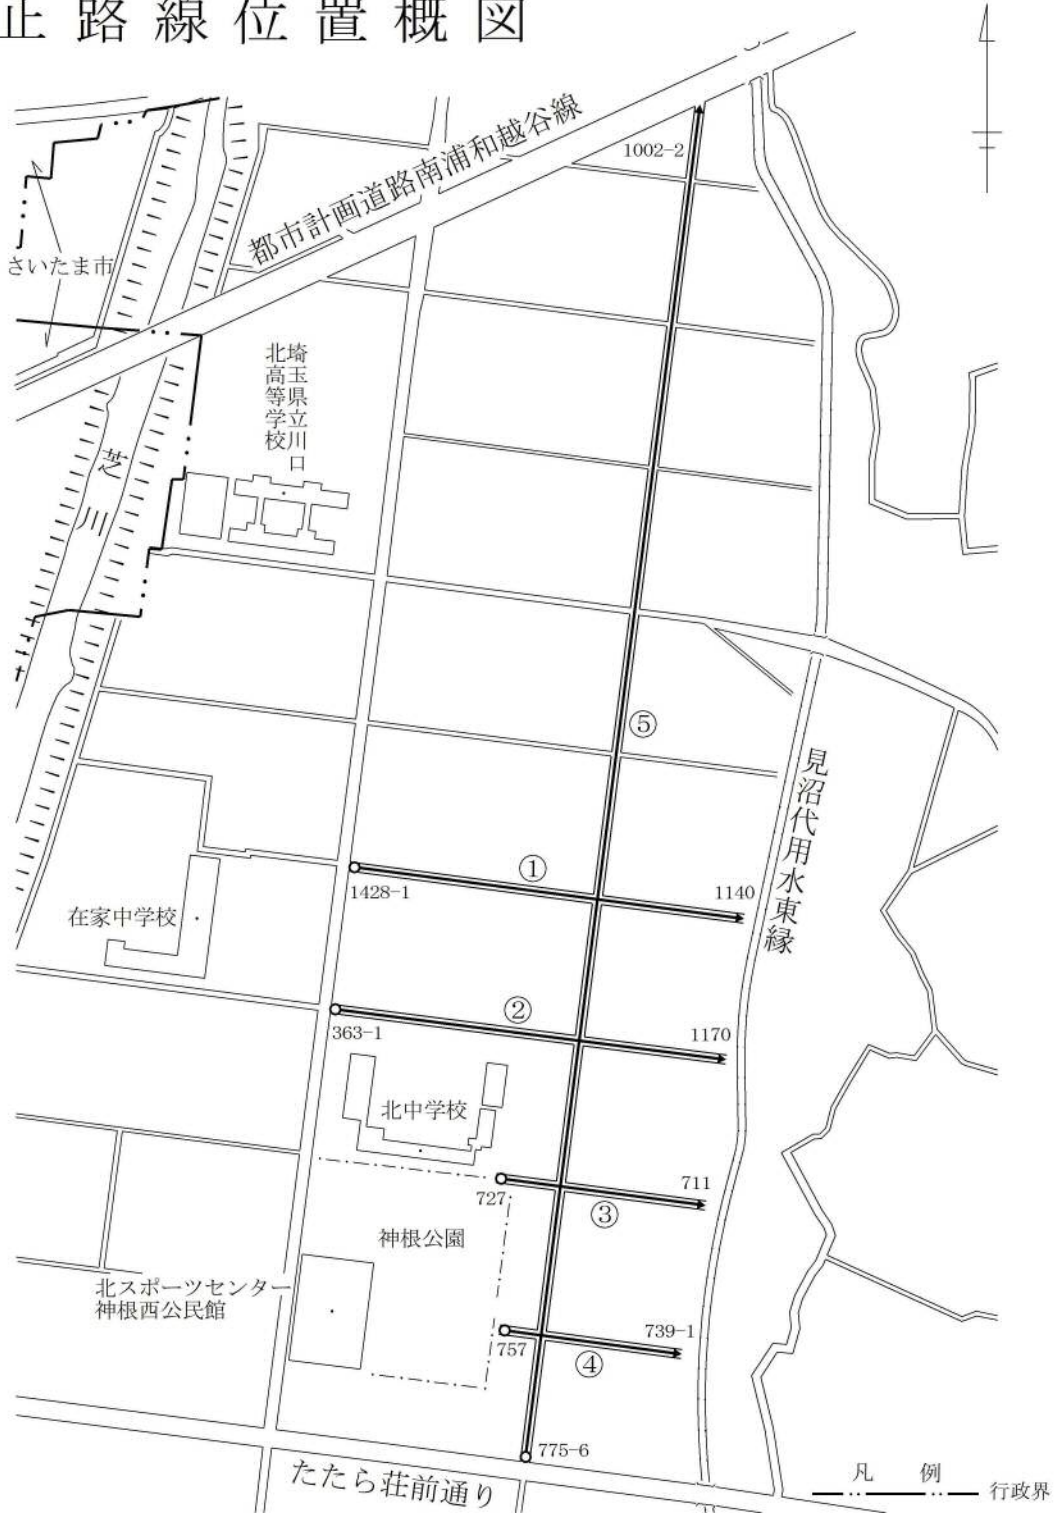 止路線位置概図
都市計画道路南浦和越谷線
1002-2
さいたま市
埼玉県立川口
北高等学校
芝川
⑤
見沼代用水東縁
①
1428-1
1140
在家中学校
②
363-1
1170
北中学校
727
711
③
神根公園
北スポーツセンター
神根西公民館
757
739-1
④
775-6
たたら荘前通り
凡例
行政界